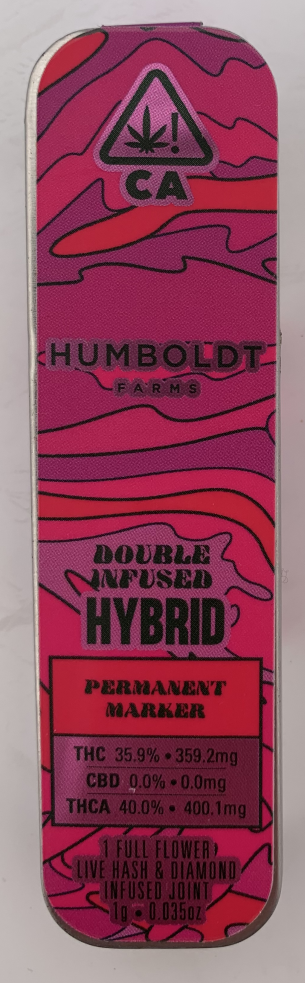 !
CA
HUMBOLDT
FARMS
DOUBLE
INFUSED
HYBRID
PERMANENT
MARKER
THC 35.9% • 359.2mg
CBD 0.0% • 0.0mg
THCA 40.0% • 400.1mg
1 FULL FLOWER
LIVE HASH & DIAMOND
INFUSED JOINT
1g • 0.035oz